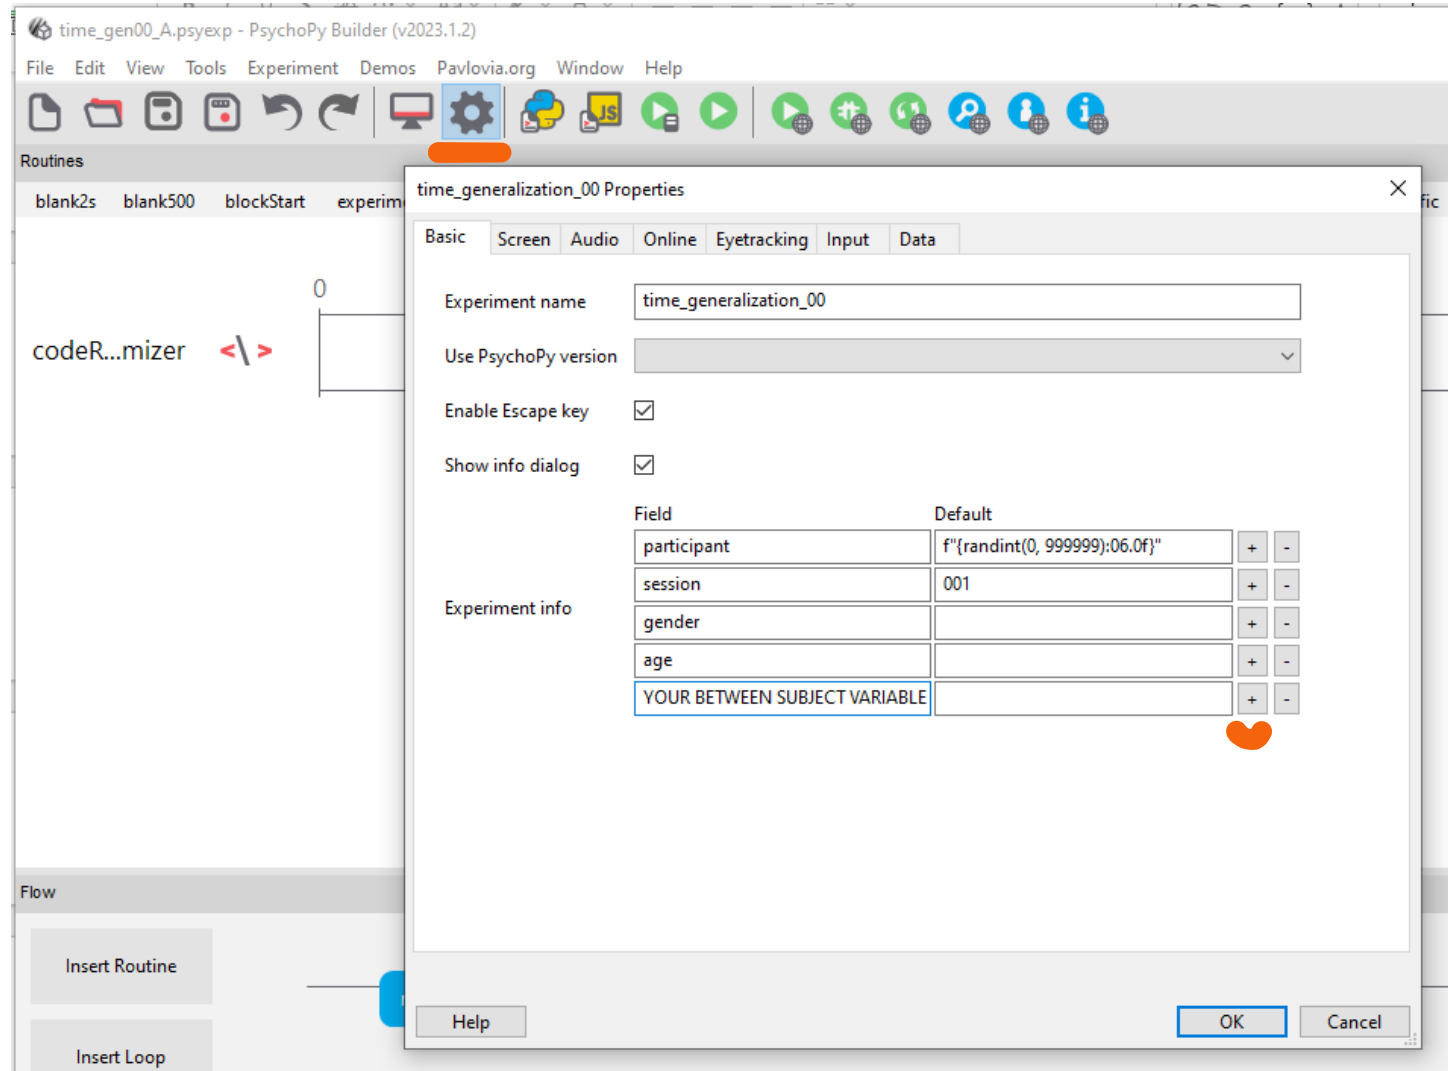 time_gen00_A.psyexp - PsychoPy Builder (v2023.1.2)
File Edit View Tools Experiment Demos Pavlovia.org Window Help
JS
Routines
blank2s blank500 blockStart experim
fic
0
codeR...mizer
time_generalization_00 Properties
Basic Screen Audio Online Eyetracking Input Data
Experiment name time_generalization_00
Use PsychoPy version
Enable Escape key
Show info dialog
Field Default
participant f"{randint(0, 999999):06.0f}" + -
session 001 + -
Experiment info
gender + -
age + -
YOUR BETWEEN SUBJECT VARIABLE + -
Flow
Insert Routine
Insert Loop
Help OK Cancel